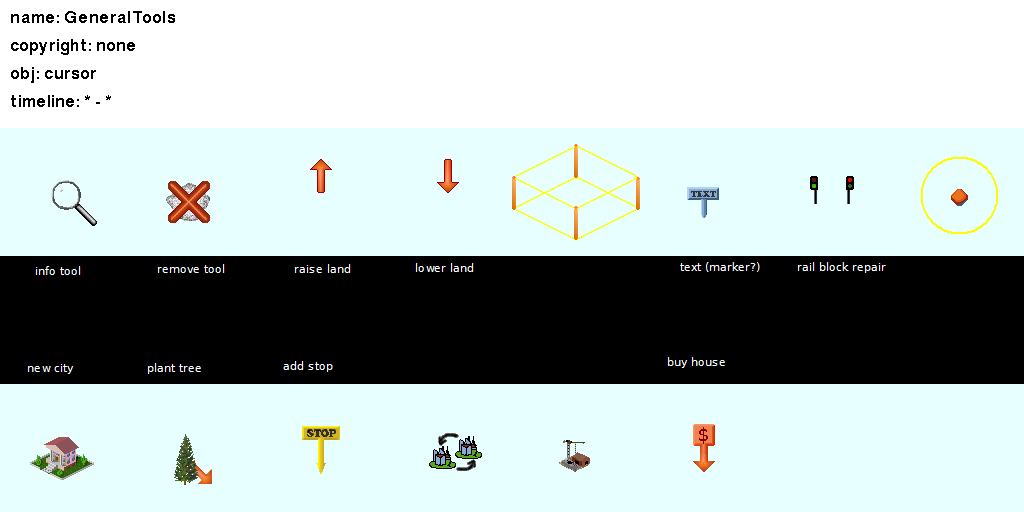 name: GeneralTools
copyright: none
obj: cursor
timeline: * - *
TEXT
info tool
remove tool
raise land
lower land
text (marker?)
rail block repair
new city
plant tree
add stop
buy house
STOP
$